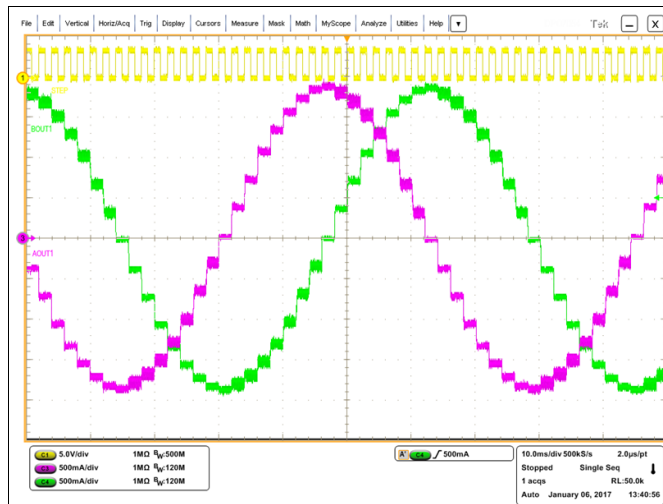 File Edit Vertical Horiz/Acq Trig Display Cursors Measure Mask Math MyScope Analyze Utilities Help Tek X
1
STEP
BOUT1
3
AOUT1
C1 5.0V/div 1MΩ BW:500M
C3 500mA/div 1MΩ BW:120M
C4 500mA/div 1MΩ BW:120M
A' C4 500mA
10.0ms/div 500kS/s 2.0µs/pt
Stopped Single Seq
1 acqs RL:50.0k
Auto January 06, 2017 13:40:56